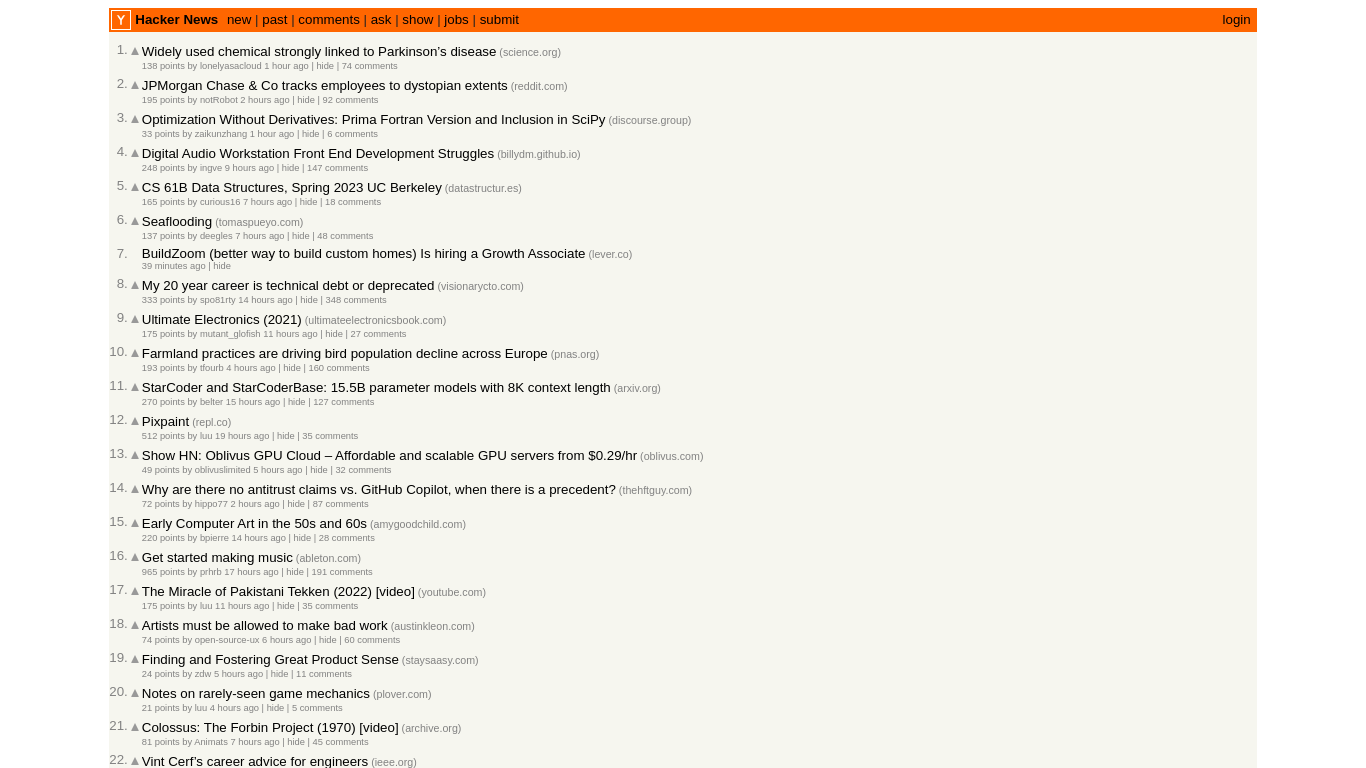 Y Hacker News new | past | comments | ask | show | jobs | submit login
1. ▲ Widely used chemical strongly linked to Parkinson’s disease (science.org)
138 points by lonelyasacloud 1 hour ago | hide | 74 comments
2. ▲ JPMorgan Chase & Co tracks employees to dystopian extents (reddit.com)
195 points by notRobot 2 hours ago | hide | 92 comments
3. ▲ Optimization Without Derivatives: Prima Fortran Version and Inclusion in SciPy (discourse.group)
33 points by zaikunzhang 1 hour ago | hide | 6 comments
4. ▲ Digital Audio Workstation Front End Development Struggles (billydm.github.io)
248 points by ingve 9 hours ago | hide | 147 comments
5. ▲ CS 61B Data Structures, Spring 2023 UC Berkeley (datastructur.es)
165 points by curious16 7 hours ago | hide | 18 comments
6. ▲ Seaflooding (tomaspueyo.com)
137 points by deegles 7 hours ago | hide | 48 comments
7. BuildZoom (better way to build custom homes) Is hiring a Growth Associate (lever.co)
39 minutes ago | hide
8. ▲ My 20 year career is technical debt or deprecated (visionarycto.com)
333 points by spo81rty 14 hours ago | hide | 348 comments
9. ▲ Ultimate Electronics (2021) (ultimateelectronicsbook.com)
175 points by mutant_glofish 11 hours ago | hide | 27 comments
10. ▲ Farmland practices are driving bird population decline across Europe (pnas.org)
193 points by tfourb 4 hours ago | hide | 160 comments
11. ▲ StarCoder and StarCoderBase: 15.5B parameter models with 8K context length (arxiv.org)
270 points by belter 15 hours ago | hide | 127 comments
12. ▲ Pixpaint (repl.co)
512 points by luu 19 hours ago | hide | 35 comments
13. ▲ Show HN: Oblivus GPU Cloud – Affordable and scalable GPU servers from $0.29/hr (oblivus.com)
49 points by oblivuslimited 5 hours ago | hide | 32 comments
14. ▲ Why are there no antitrust claims vs. GitHub Copilot, when there is a precedent? (thehftguy.com)
72 points by hippo77 2 hours ago | hide | 87 comments
15. ▲ Early Computer Art in the 50s and 60s (amygoodchild.com)
220 points by bpierre 14 hours ago | hide | 28 comments
16. ▲ Get started making music (ableton.com)
965 points by prhrb 17 hours ago | hide | 191 comments
17. ▲ The Miracle of Pakistani Tekken (2022) [video] (youtube.com)
175 points by luu 11 hours ago | hide | 35 comments
18. ▲ Artists must be allowed to make bad work (austinkleon.com)
74 points by open-source-ux 6 hours ago | hide | 60 comments
19. ▲ Finding and Fostering Great Product Sense (staysaasy.com)
24 points by zdw 5 hours ago | hide | 11 comments
20. ▲ Notes on rarely-seen game mechanics (plover.com)
21 points by luu 4 hours ago | hide | 5 comments
21. ▲ Colossus: The Forbin Project (1970) [video] (archive.org)
81 points by Animats 7 hours ago | hide | 45 comments
22. ▲ Vint Cerf’s career advice for engineers (ieee.org)